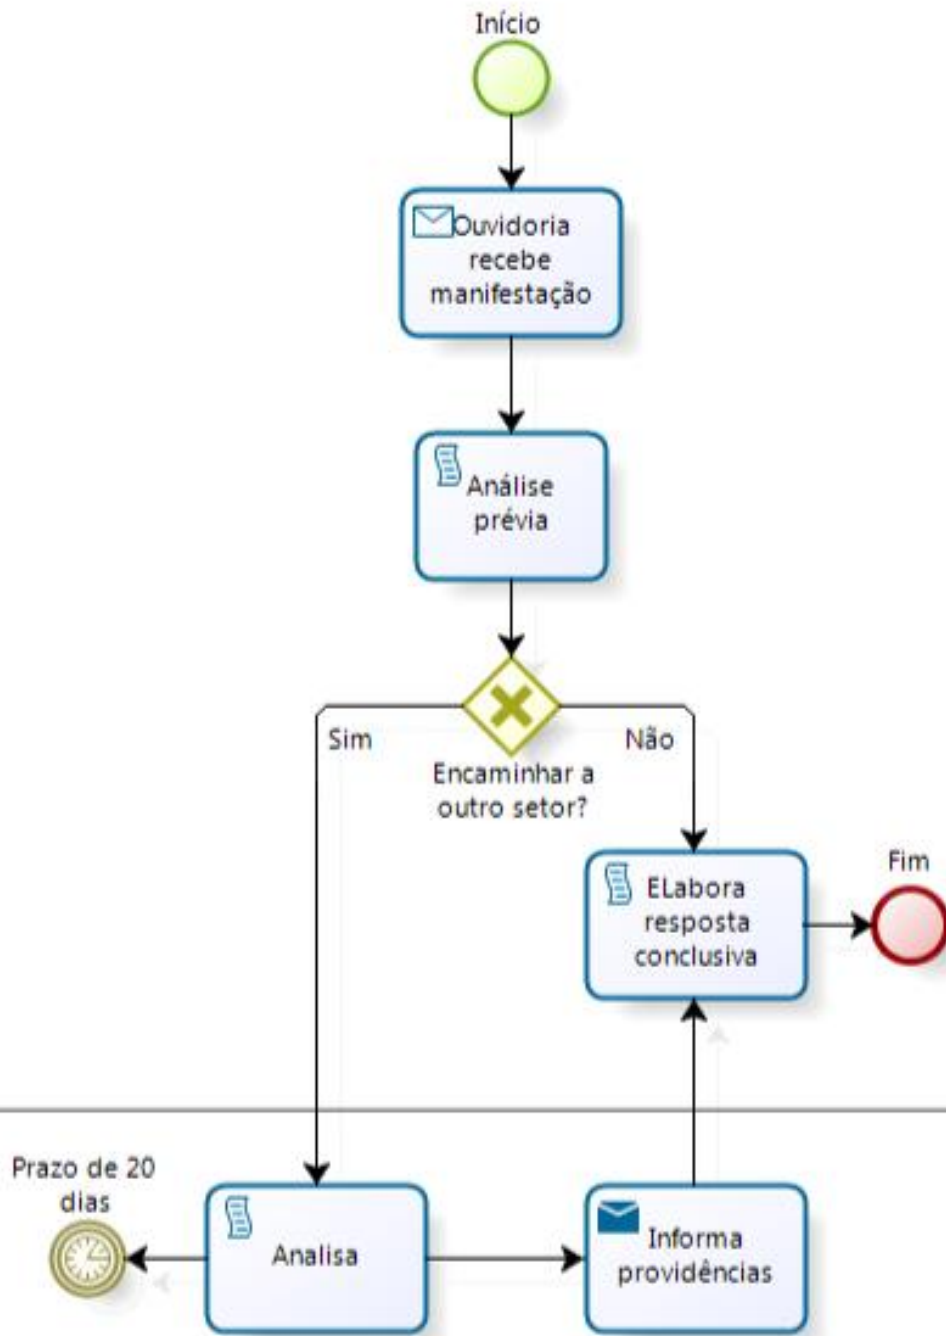 Início
Ouvidoria
recebe
manifestação
Análise
prévia
Sim
Não
Encaminhar a
outro setor?
ELabora
resposta
conclusiva
Fim
Prazo de 20
dias
Analisa
Informa
providências